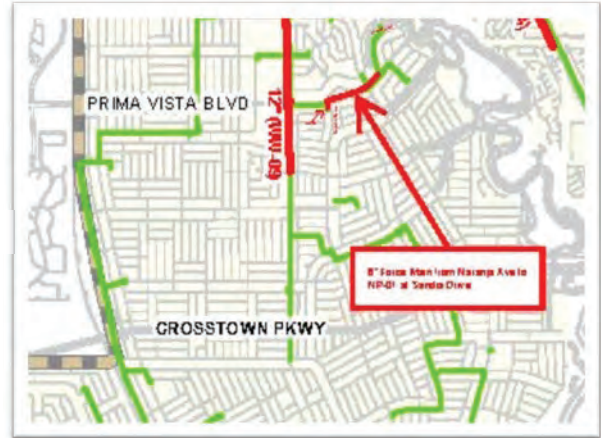 PRIMA VISTA BLVD
12" (WW-09)
6" Force Main from Naranja Ave to
NP-01 at Sandia Drive
CROSSTOWN PKWY